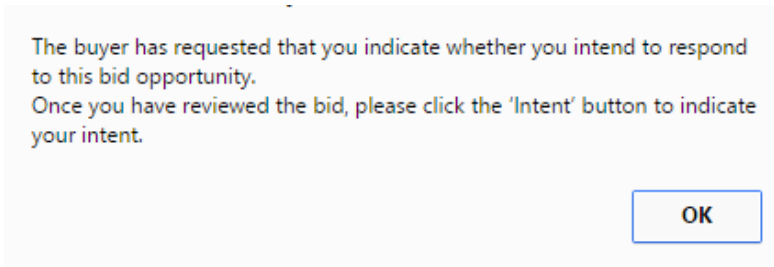 The buyer has requested that you indicate whether you intend to respond
to this bid opportunity.
Once you have reviewed the bid, please click the ‘Intent’ button to indicate
your intent.
OK